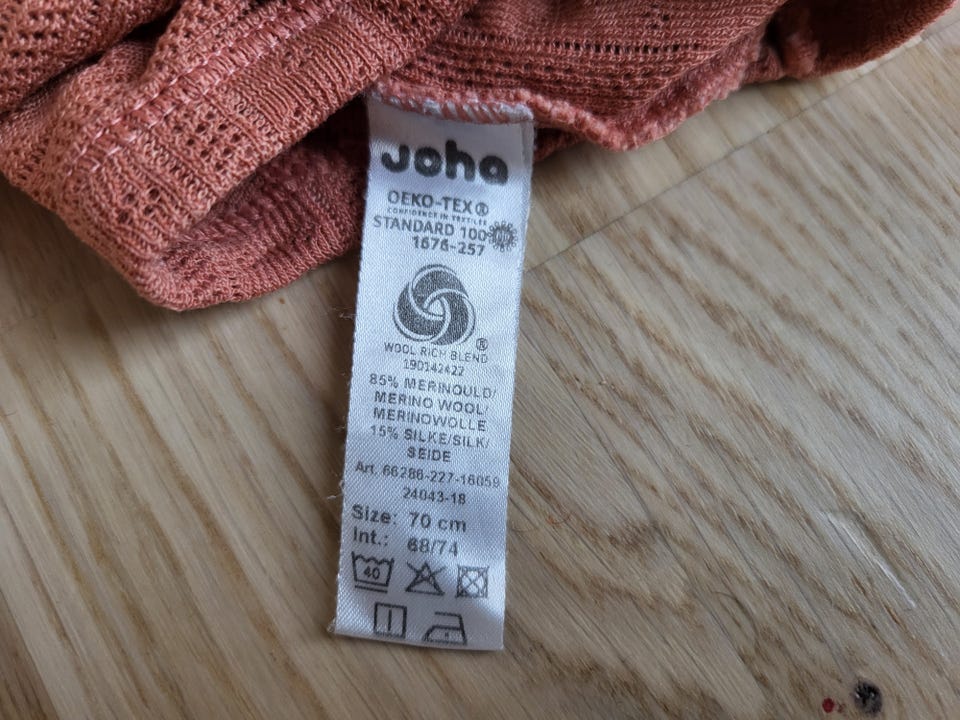 Joha
OEKO-TEX®
CONFIDENCE IN TEXTILES
STANDARD 100
1676-257
®
WOOL RICH BLEND
190142422
85% MERINOULD/
MERINO WOOL/
MERINOWOLLE
15% SILKE/SILK/
SEIDE
Art. 66286-227-16059
24043-18
Size: 70 cm
Int.: 68/74
40